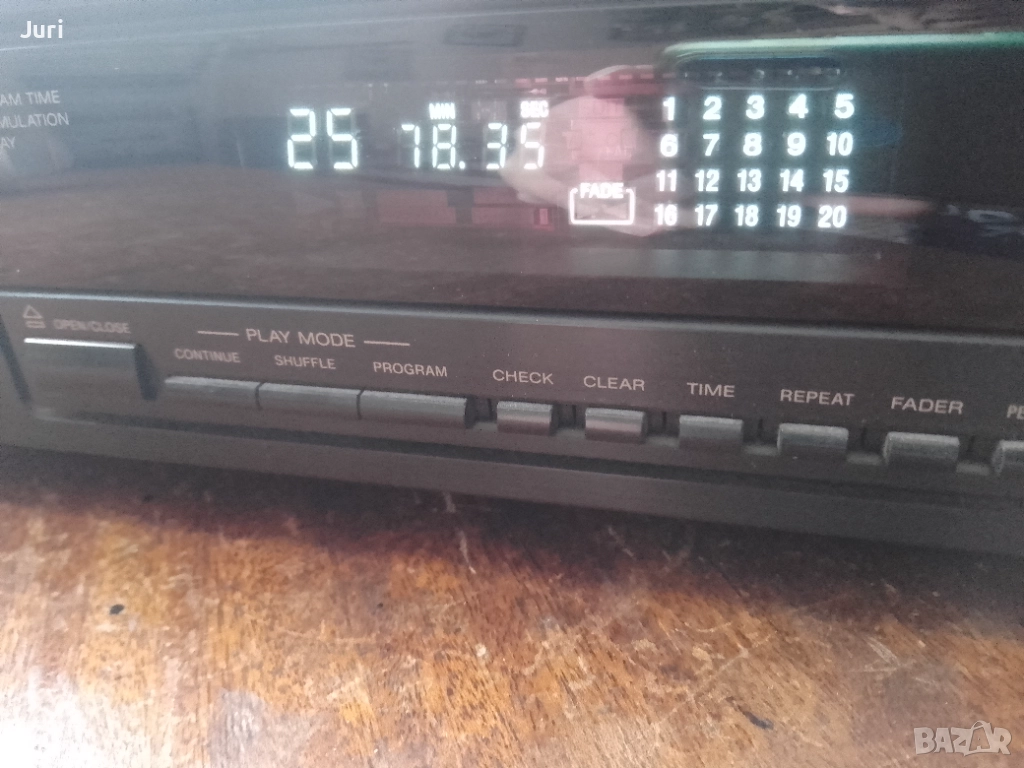 Juri
AM TIME
MULATION
AY
MIN SEC
25 78.35
1 2 3 4 5
6 7 8 9 10
11 12 13 14 15
16 17 18 19 20
FADE
OPEN/CLOSE
PLAY MODE
CONTINUE SHUFFLE PROGRAM CHECK CLEAR TIME REPEAT FADER PE
BAZAR